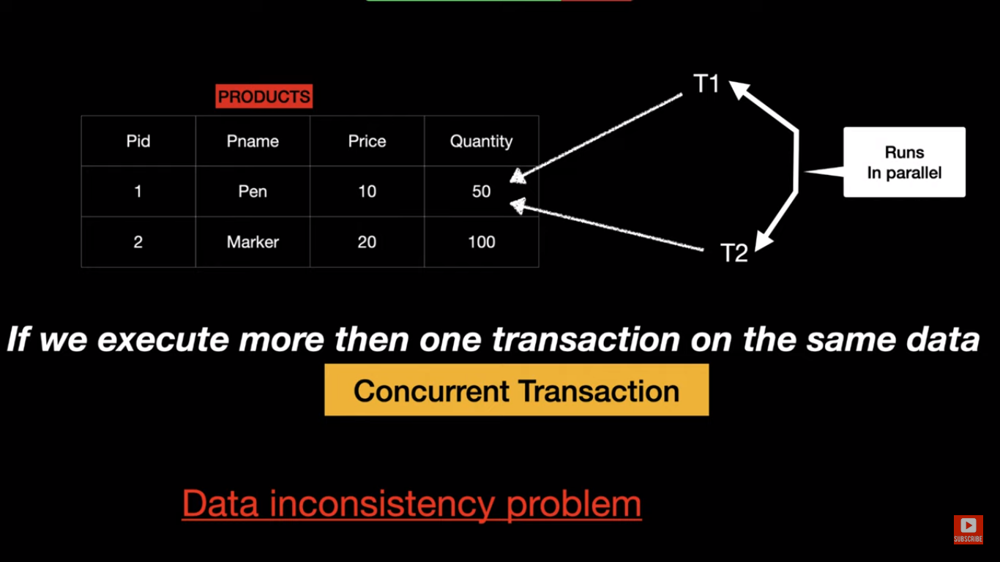 PRODUCTS
Pid Pname Price Quantity
1 Pen 10 50
2 Marker 20 100
T1
T2
Runs
In parallel
If we execute more then one transaction on the same data
Concurrent Transaction
Data inconsistency problem
SUBSCRIBE